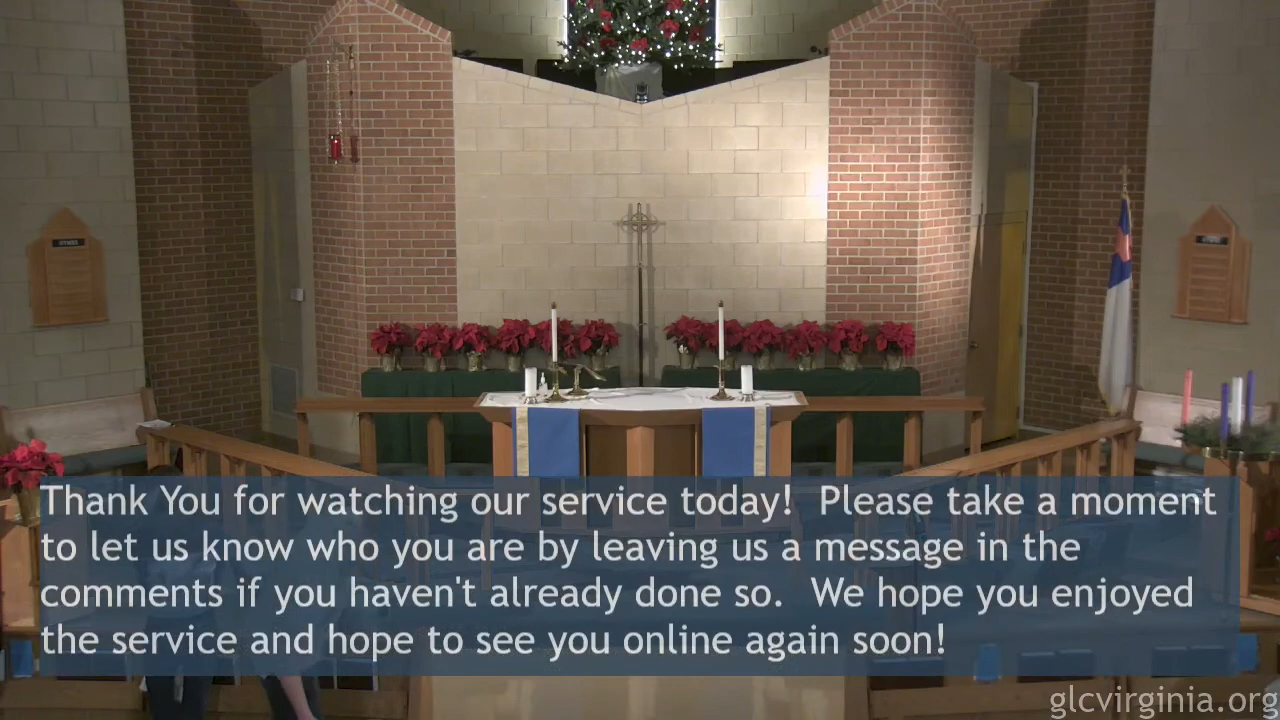 Thank You for watching our service today!  Please take a moment
to let us know who you are by leaving us a message in the
comments if you haven't already done so.  We hope you enjoyed
the service and hope to see you online again soon!
glcvirginia.org